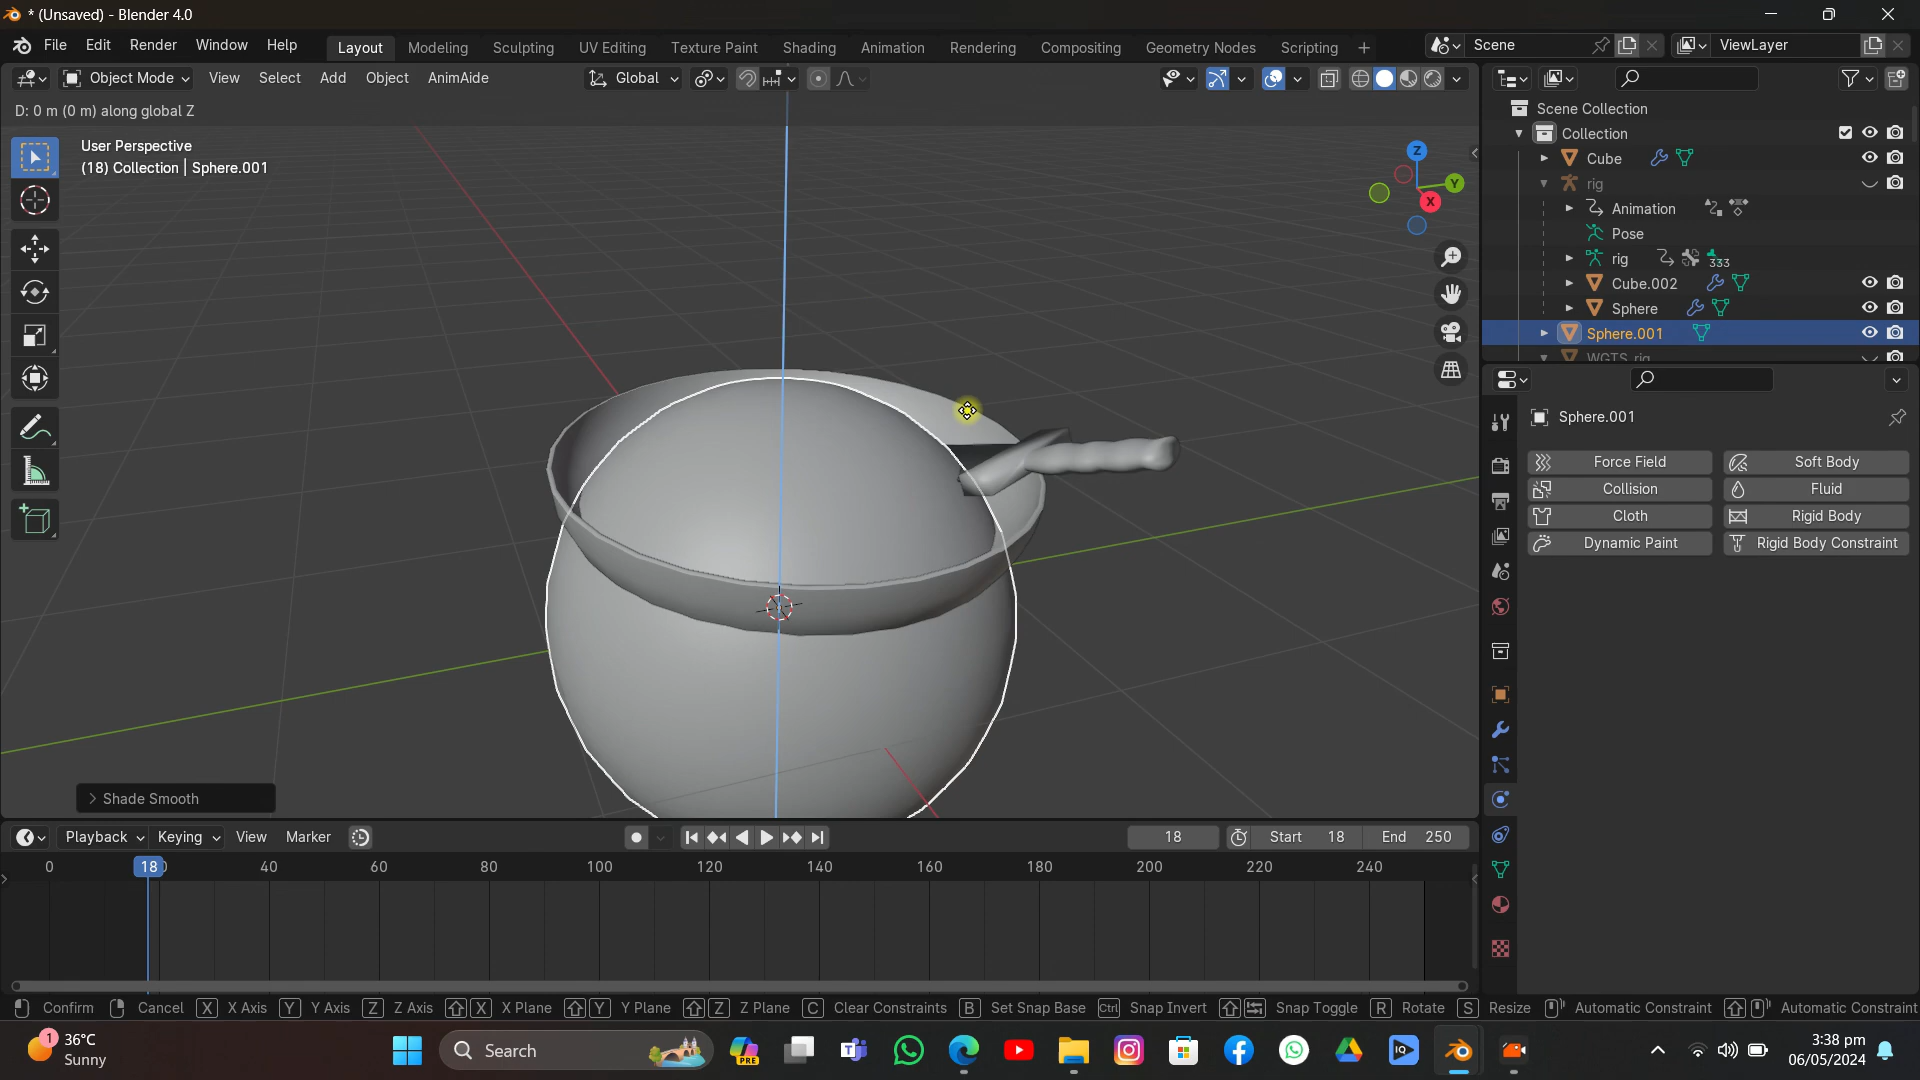 * (Unsaved) - Blender 4.0
File Edit Render Window Help Layout Modeling Sculpting UV Editing Texture Paint Shading Animation Rendering Compositing Geometry Nodes Scripting + Scene ViewLayer
Object Mode View Select Add Object AnimAide Global
D: 0 m (0 m) along global Z
User Perspective
(18) Collection | Sphere.001
Z
Y
X
Scene Collection
Collection
Cube
rig
Animation
Pose
rig 333
Cube.002
Sphere
Sphere.001
WGTS_rig
Sphere.001
Force Field Soft Body
Collision Fluid
Cloth Rigid Body
Dynamic Paint Rigid Body Constraint
> Shade Smooth
Playback Keying View Marker 18 Start 18 End 250
0 18 40 60 80 100 120 140 160 180 200 220 240
Confirm Cancel X X Axis Y Y Axis Z Z Axis X X Plane Y Y Plane Z Z Plane C Clear Constraints B Set Snap Base Ctrl Snap Invert Snap Toggle R Rotate S Resize Automatic Constraint Automatic Constraint
1 36°C
Sunny
Search
PRE
IQ
3:38 pm
06/05/2024